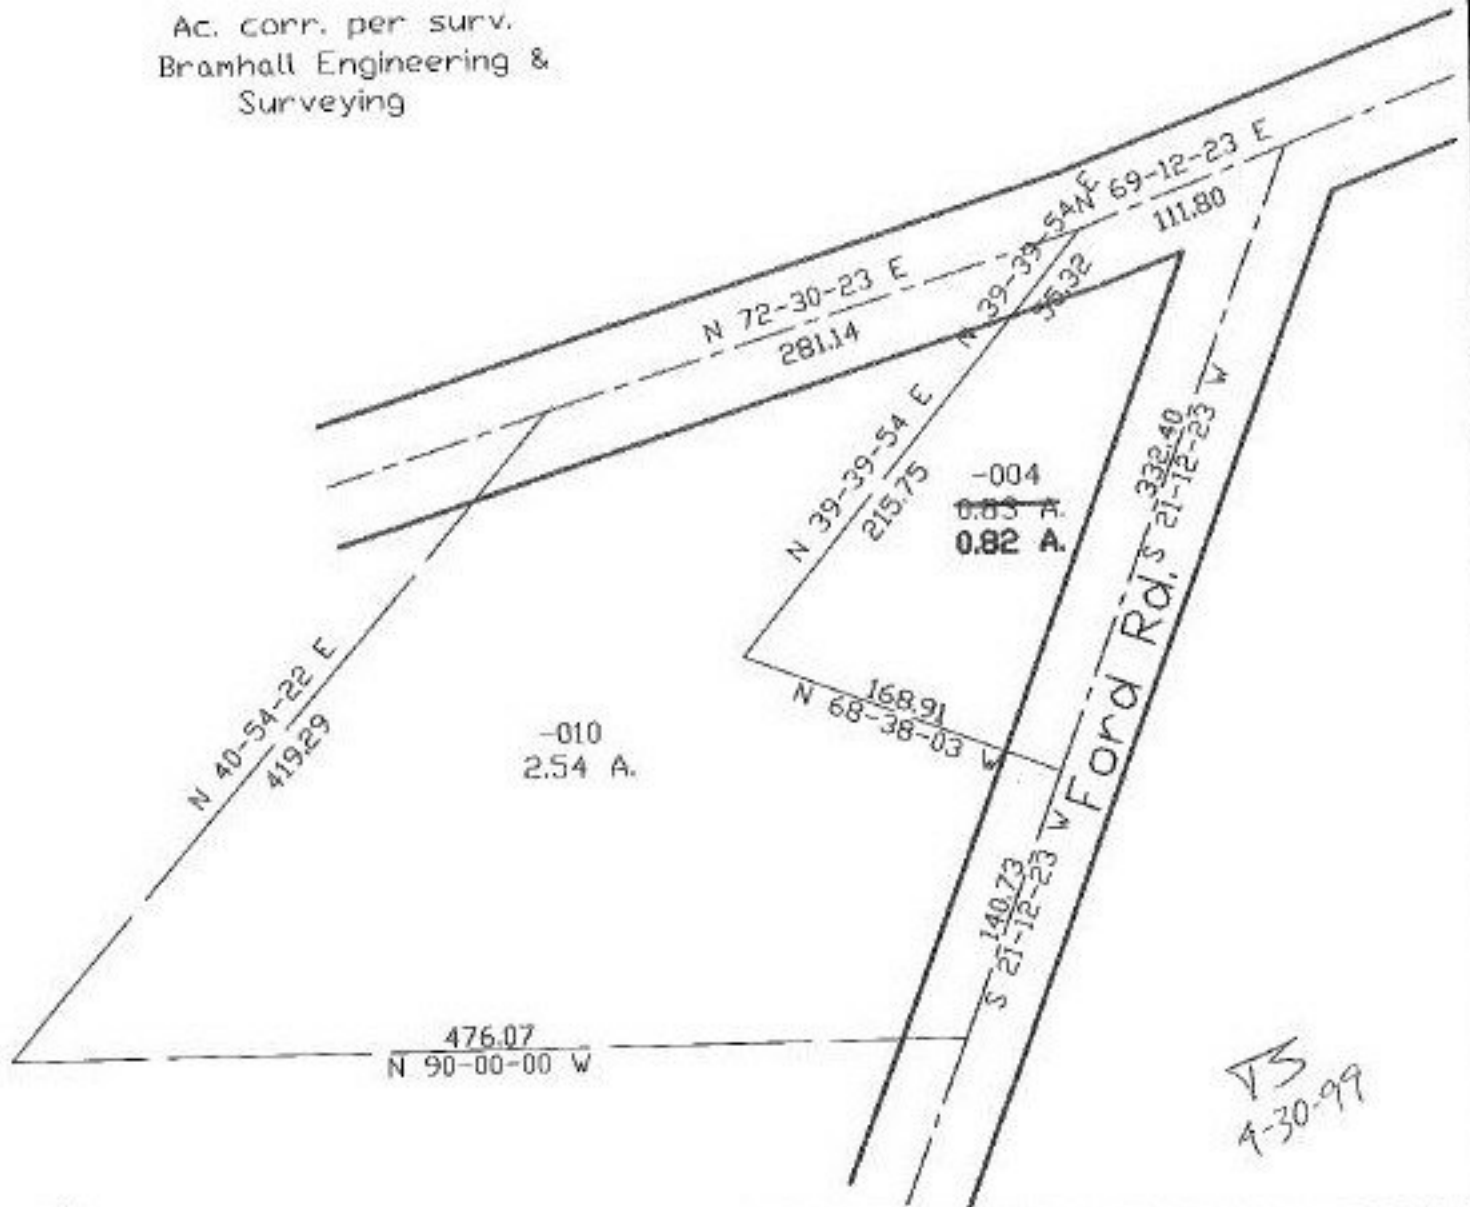 Ac. corr. per surv.
Bramhall Engineering &
Surveying
N 69-12-23 E
111.80
N 39-39-54 E
N 72-30-23 E
281.14
N 39-39-54 E
215.75
-004
0.83 A.
0.82 A.
332.40
S 21-12-23 W
Ford Rd.
168.91
N 68-38-03 W
N 40-54-22 E
419.29
-010
2.54 A.
140.73
S 21-12-23 W
476.07
N 90-00-00 W
TS
4-30-99